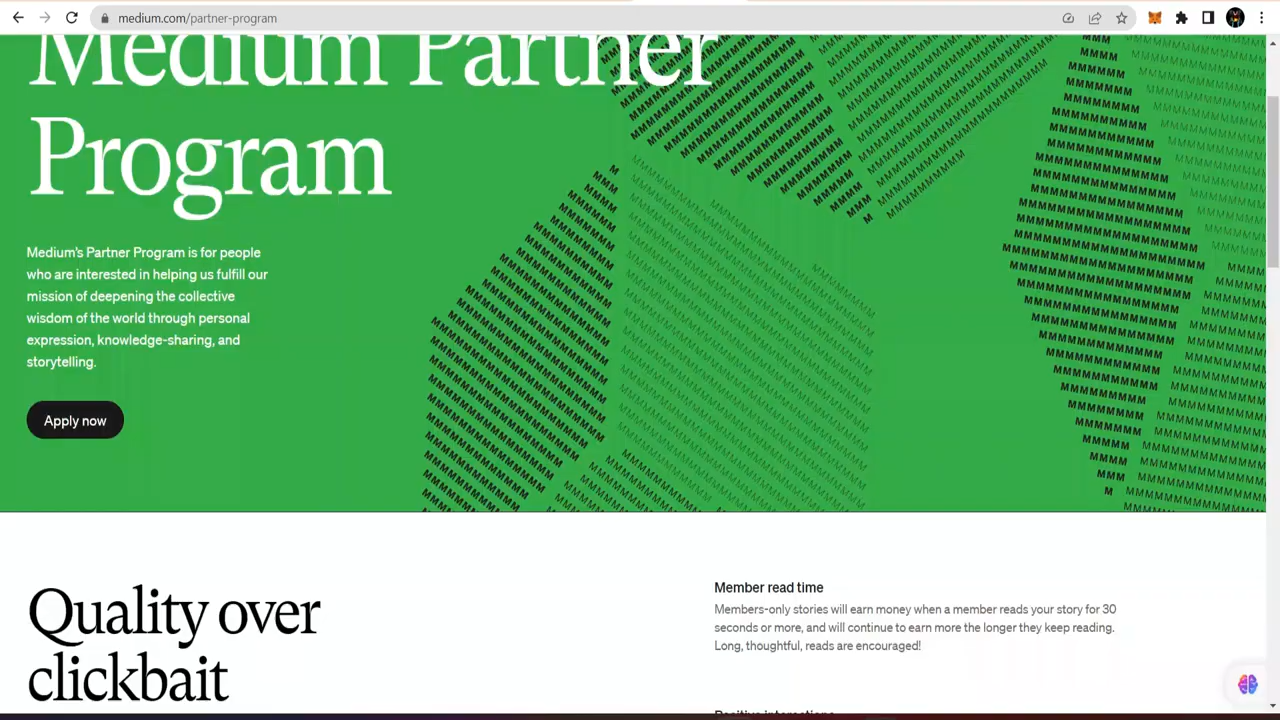 medium.com/partner-program
Medium Partner
Program
Medium's Partner Program is for people
who are interested in helping us fulfill our
mission of deepening the collective
wisdom of the world through personal
expression, knowledge-sharing, and
storytelling.
Apply now
Quality over
clickbait
Member read time
Members-only stories will earn money when a member reads your story for 30
seconds or more, and will continue to earn more the longer they keep reading.
Long, thoughtful, reads are encouraged!
Positive interactions